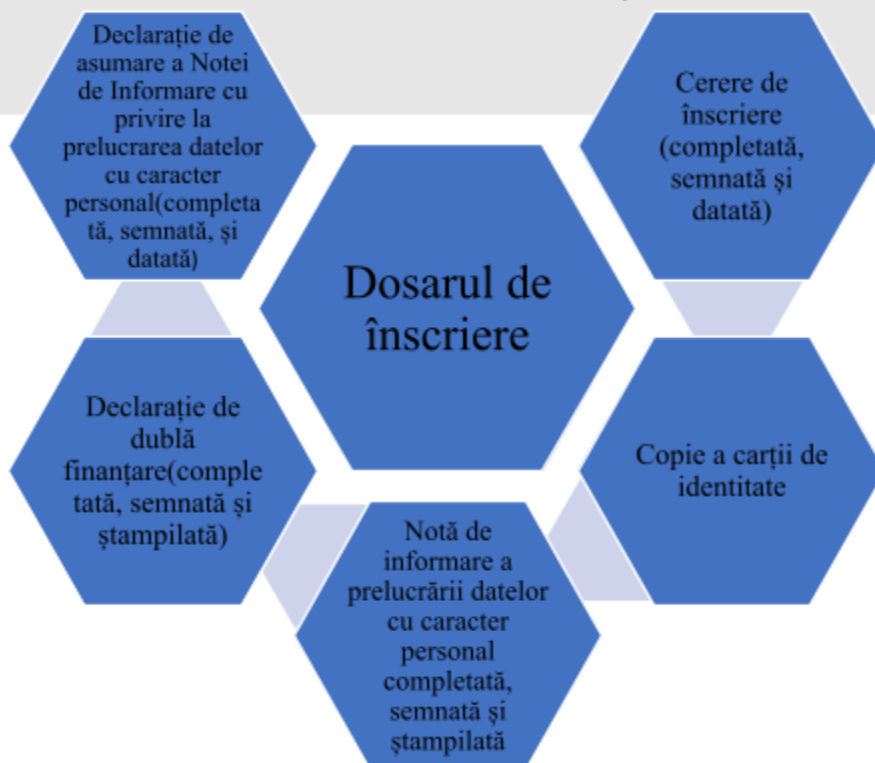 Declarație de
asumare a Notei
de Informare cu
privire la
prelucrarea datelor
cu caracter
personal(completa
tă, semnată, și
datată)
Cerere de
înscriere
(completată,
semnată și
datată)
Dosarul de
înscriere
Declarație de
dublă
finanțare(comple
tată, semnată și
ștampilată)
Copie a carții de
identitate
Notă de
informare a
prelucrării datelor
cu caracter
personal
completată,
semnată și
ștampilată